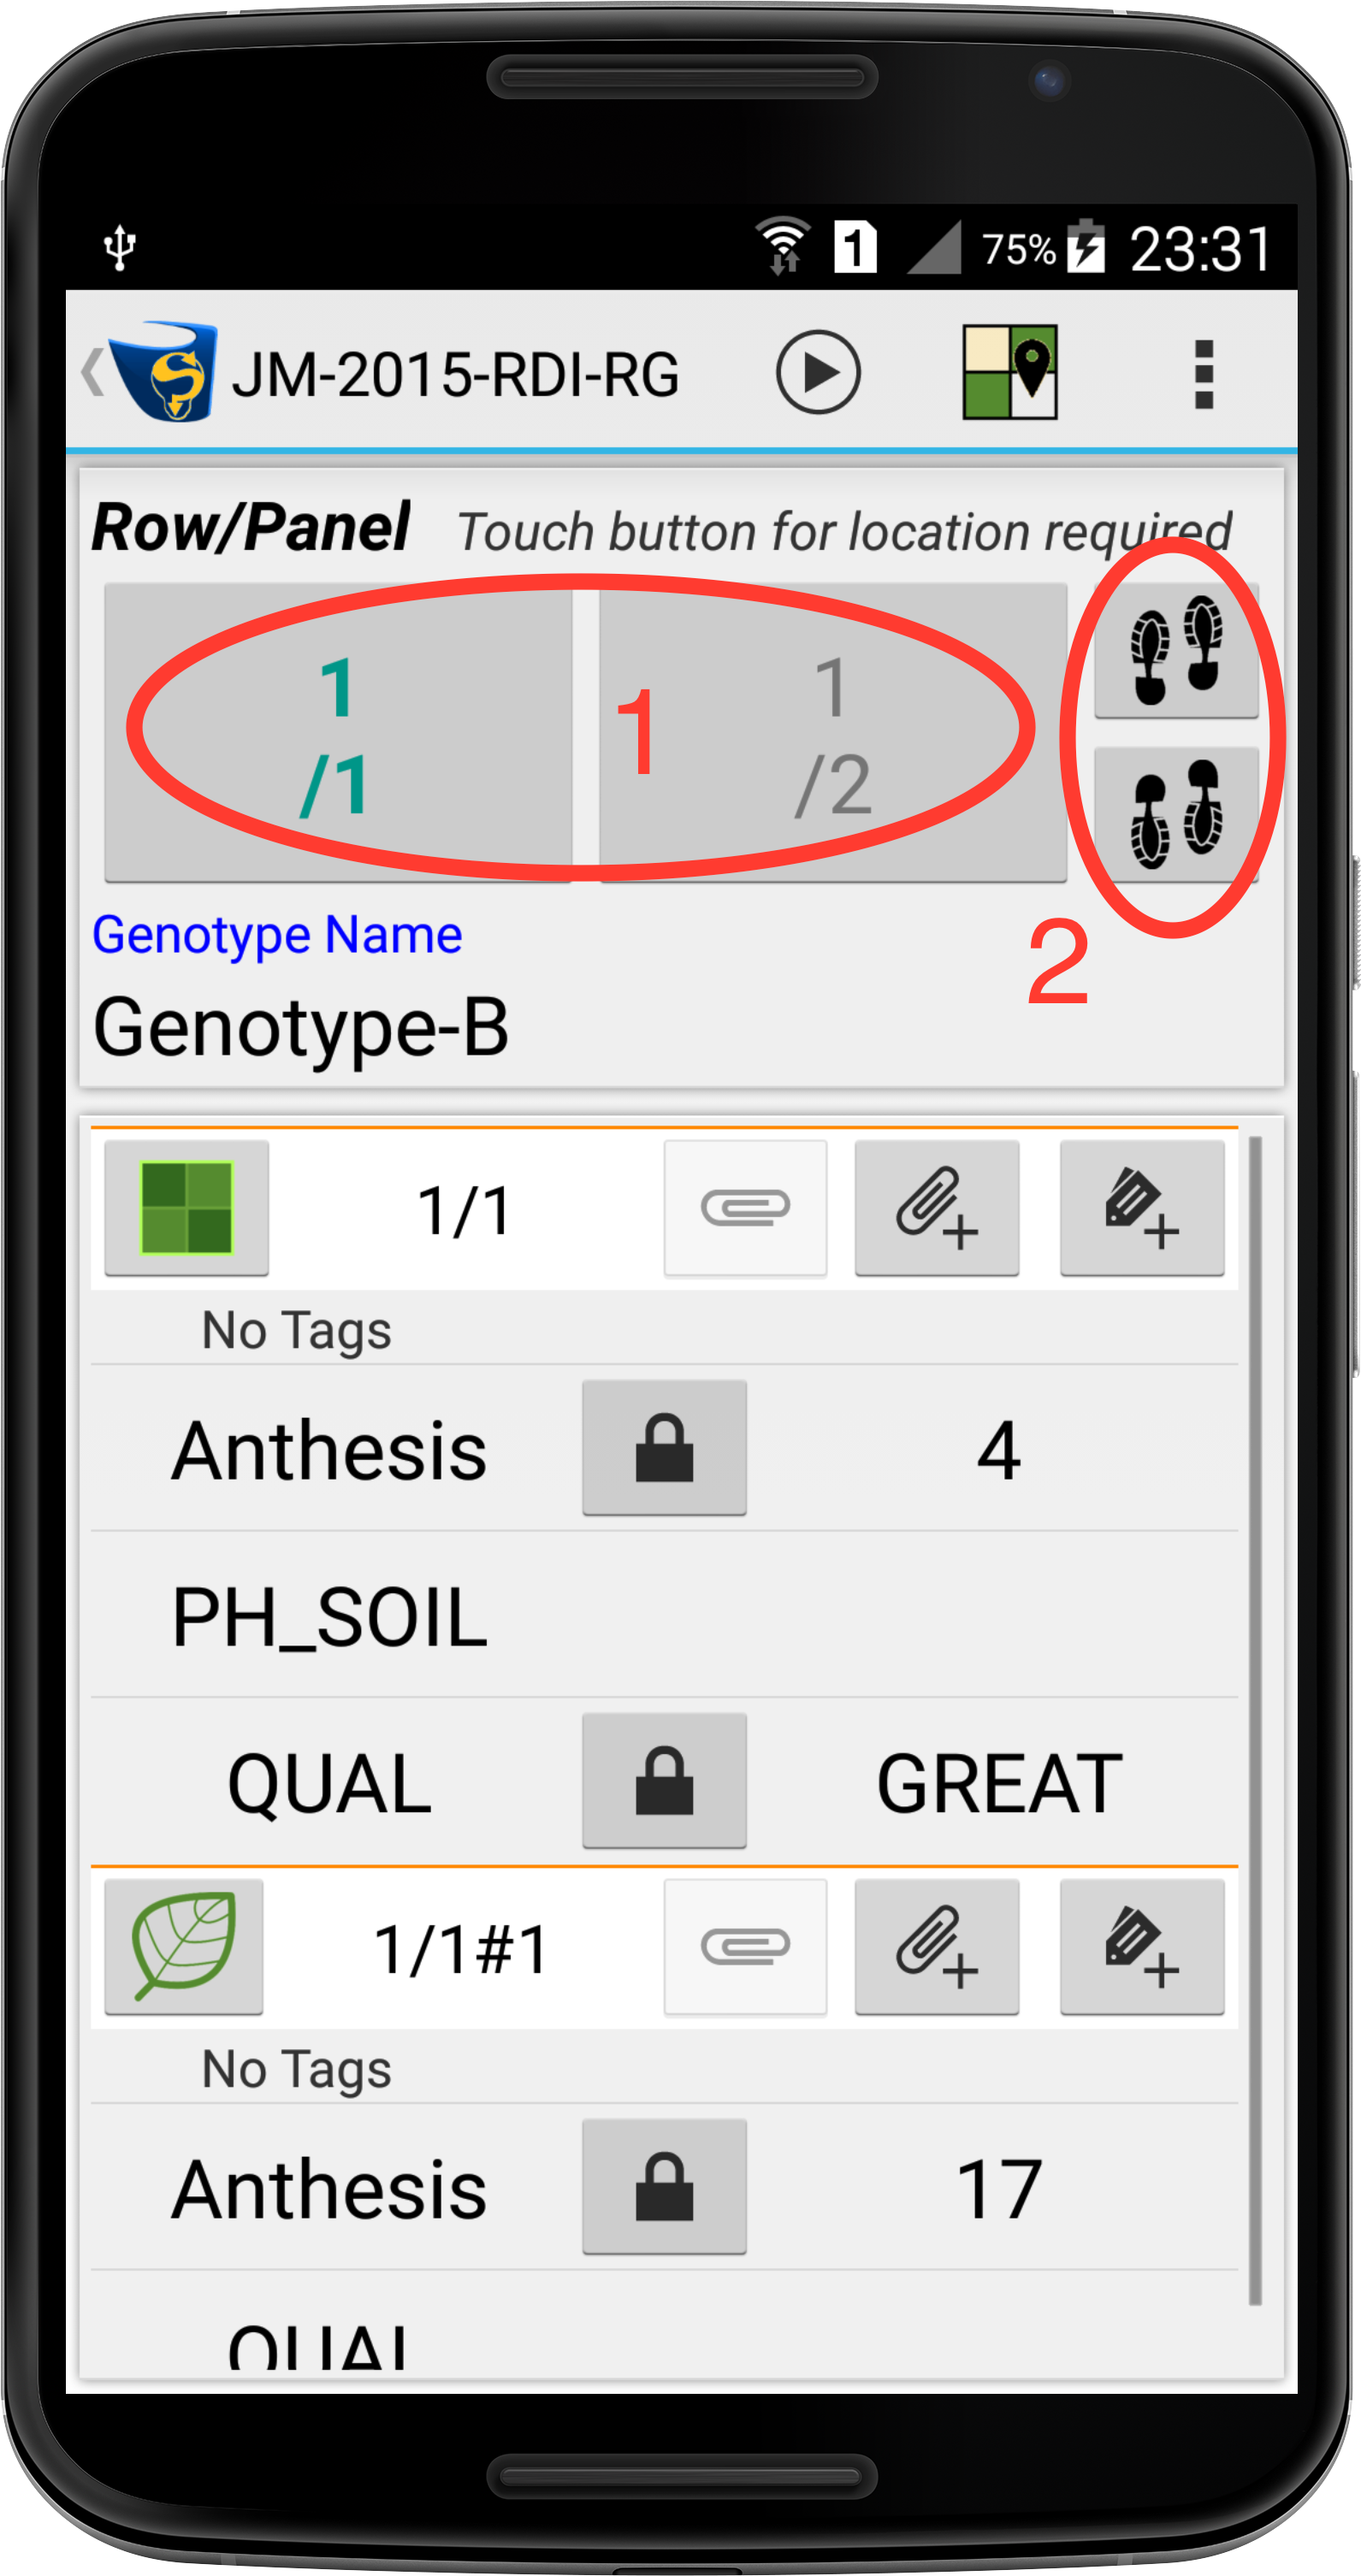 1 75% 23:31
JM-2015-RDI-RG
Row/Panel Touch button for location required
1 1 1
/1 /2
Genotype Name
2
Genotype-B
1/1
No Tags
Anthesis 4
PH_SOIL
QUAL GREAT
1/1#1
No Tags
Anthesis 17
QUAL